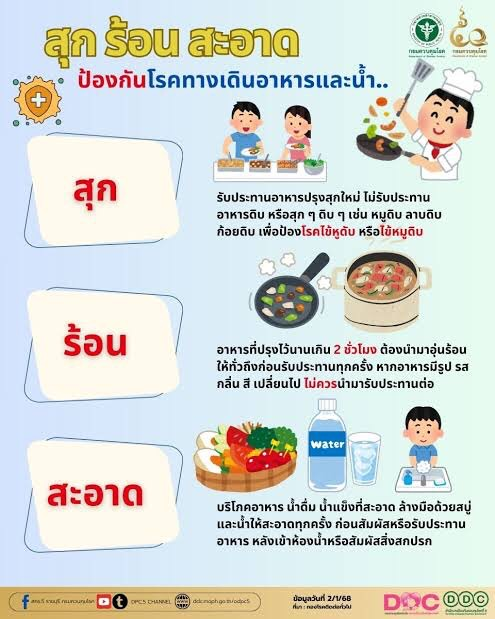 สุก ร้อน สะอาด
ป้องกันโรคทางเดินอาหารและน้ำ..
กรมควบคุมโรค
กรมควบคุมโรค
สุก
รับประทานอาหารปรุงสุกใหม่ ไม่รับประทาน
อาหารดิบ หรือสุก ๆ ดิบ ๆ เช่น หมูดิบ ลาบดิบ
ก้อยดิบ เพื่อป้องโรคไข้หูดับ หรือไข้หมูดิบ
ร้อน
อาหารที่ปรุงไว้นานเกิน 2 ชั่วโมง ต้องนำมาอุ่นร้อน
ให้ทั่วถึงก่อนรับประทานทุกครั้ง หากอาหารมีรูป รส
กลิ่น สี เปลี่ยนไป ไม่ควรนำมารับประทานต่อ
Water
สะอาด
บริโภคอาหาร น้ำดื่ม น้ำแข็งที่สะอาด ล้างมือด้วยสบู่
และน้ำให้สะอาดทุกครั้ง ก่อนสัมผัสหรือรับประทาน
อาหาร หลังเข้าห้องน้ำหรือสัมผัสสิ่งสกปรก
สคร.5 ราชบุรี กรมควบคุมโรค
DPC5 CHANNEL
ddc.moph.go.th/odpc5
ข้อมูลวันที่ 2/1/68
ที่มา : กองโรคติดต่อทั่วไป
DDC